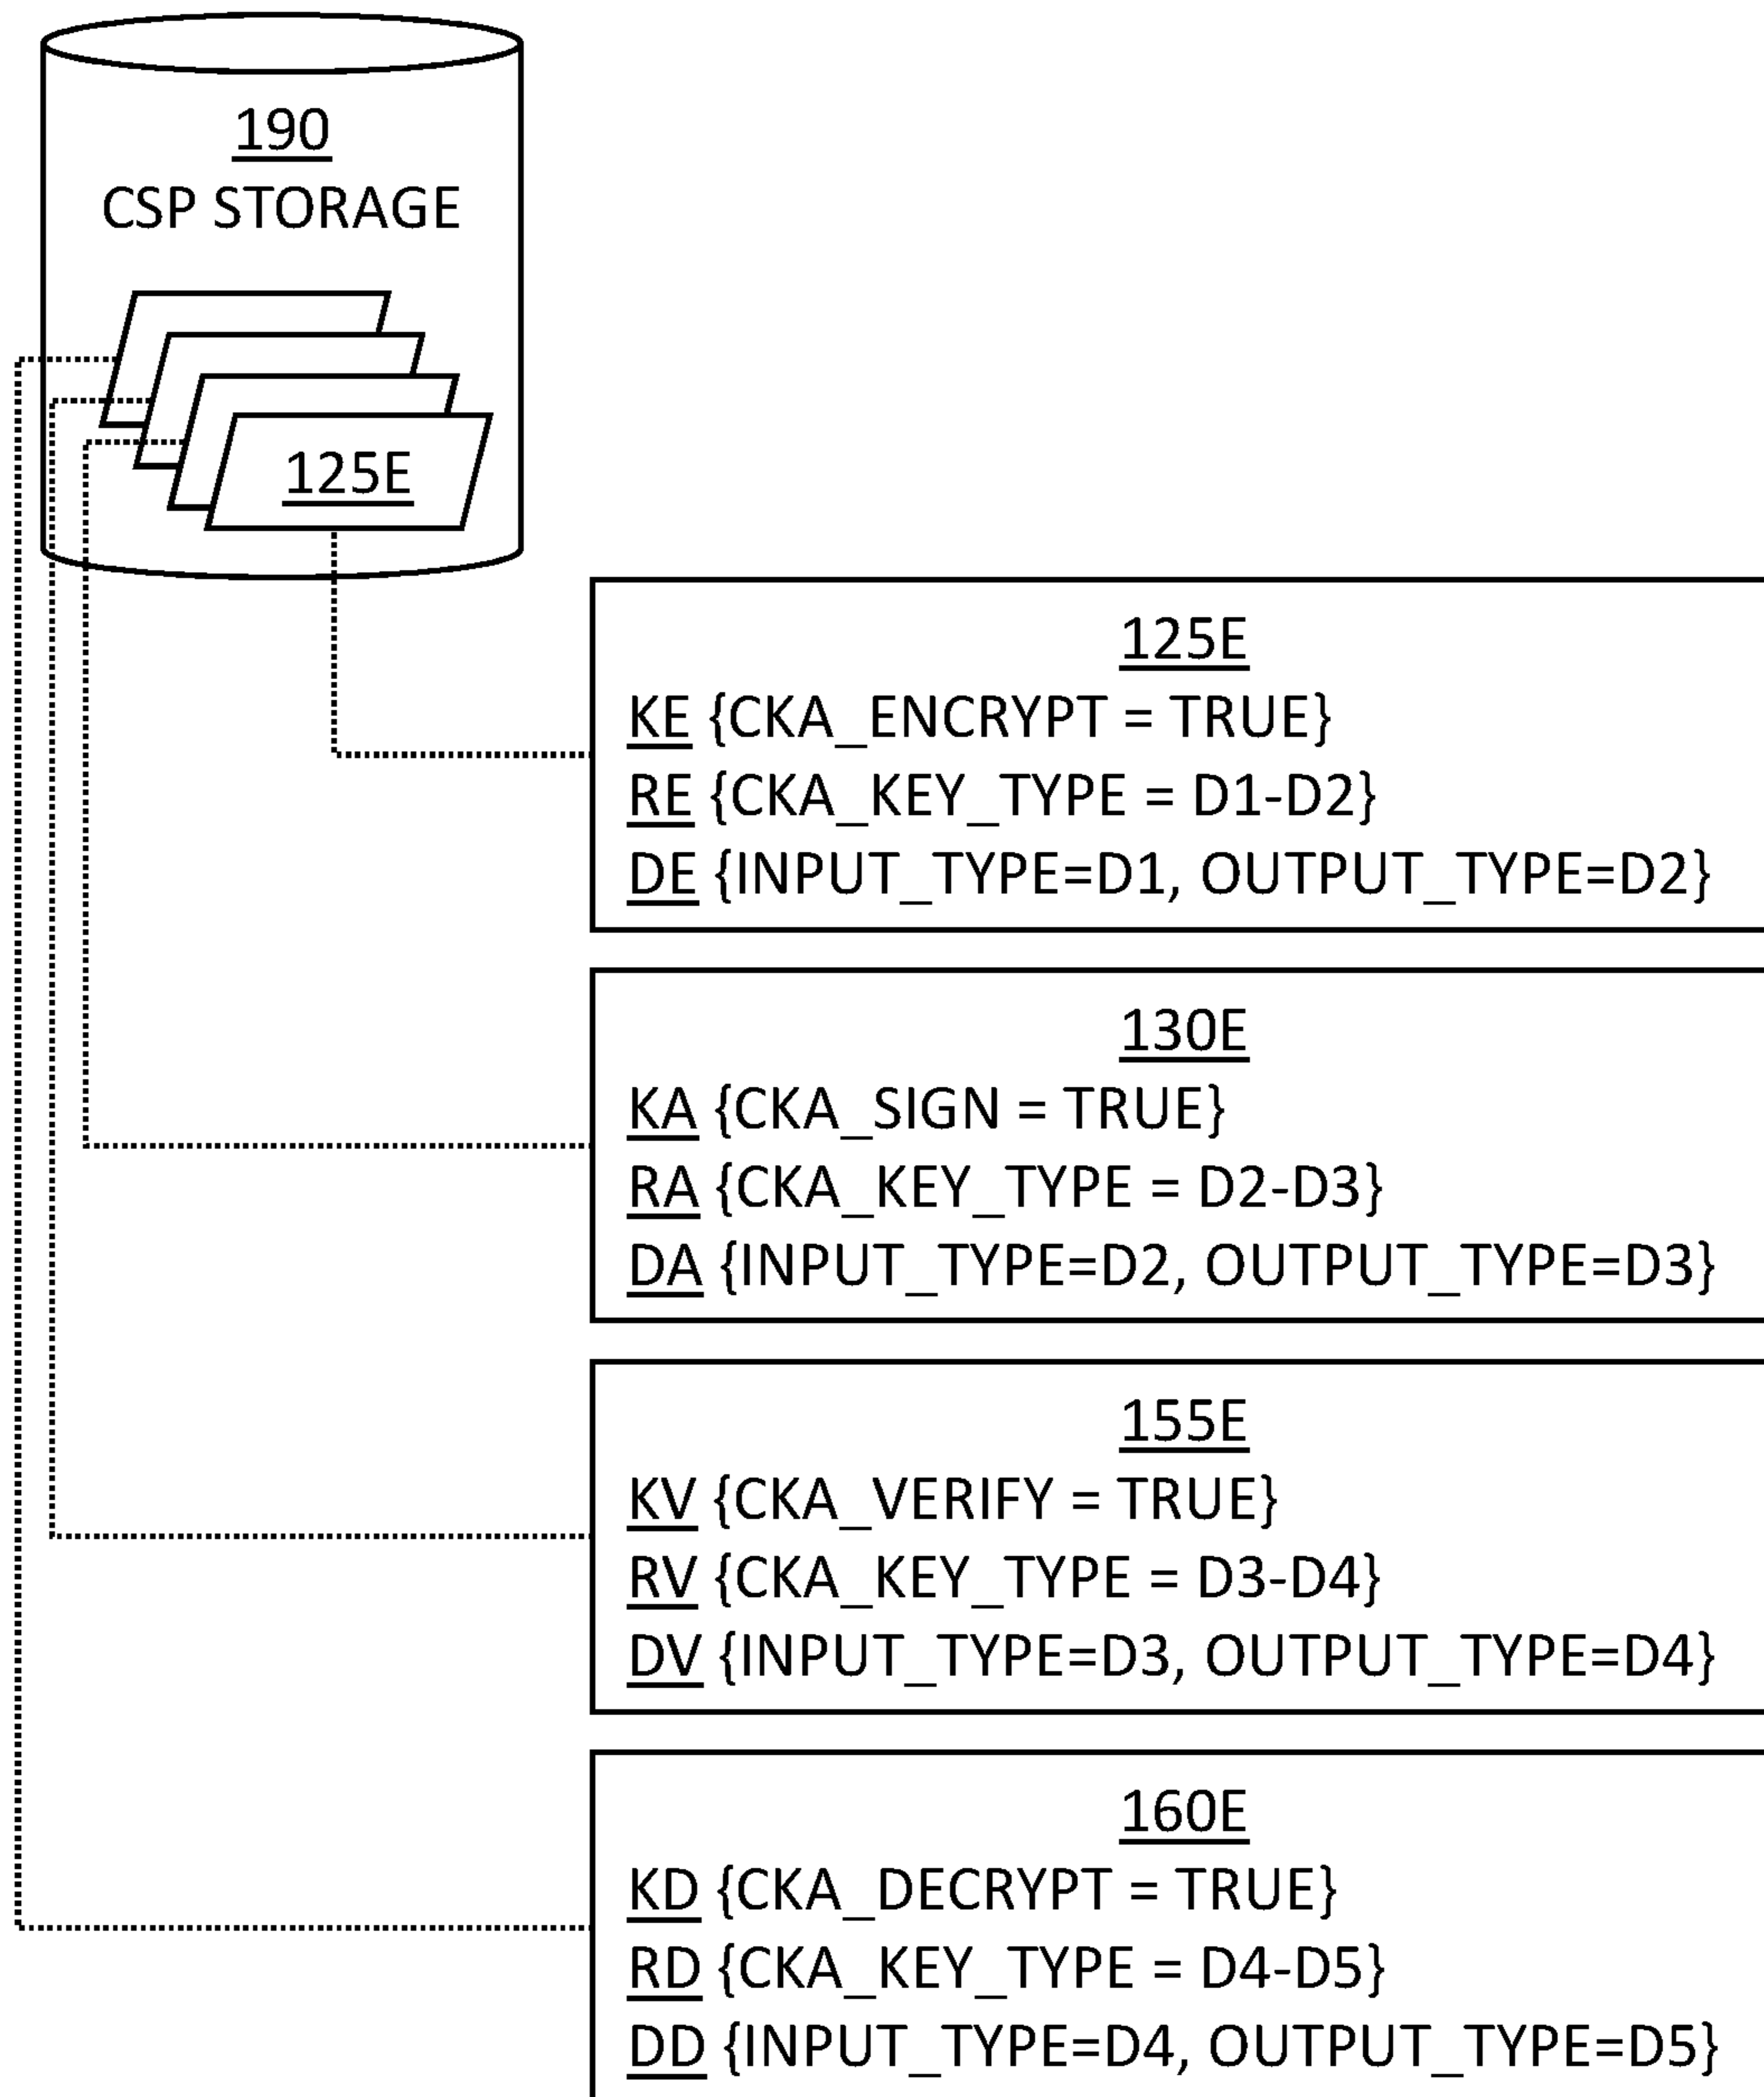 190
CSP STORAGE
125E
125E
KE {CKA_ENCRYPT = TRUE}
RE {CKA_KEY_TYPE = D1-D2}
DE {INPUT_TYPE=D1, OUTPUT_TYPE=D2}
130E
KA {CKA_SIGN = TRUE}
RA {CKA_KEY_TYPE = D2-D3}
DA {INPUT_TYPE=D2, OUTPUT_TYPE=D3}
155E
KV {CKA_VERIFY = TRUE}
RV {CKA_KEY_TYPE = D3-D4}
DV {INPUT_TYPE=D3, OUTPUT_TYPE=D4}
160E
KD {CKA_DECRYPT = TRUE}
RD {CKA_KEY_TYPE = D4-D5}
DD {INPUT_TYPE=D4, OUTPUT_TYPE=D5}